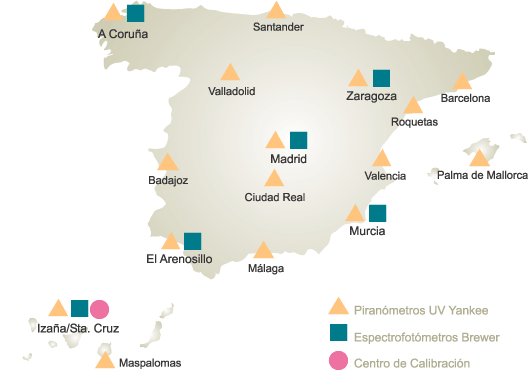 A Coruña
Santander
Valladolid
Zaragoza
Barcelona
Roquetas
Madrid
Badajoz
Valencia
Palma de Mallorca
Ciudad Real
Murcia
El Arenosillo
Málaga
Izaña/Sta. Cruz
Maspalomas
Piranómetros UV Yankee
Espectrofotómetros Brewer
Centro de Calibración